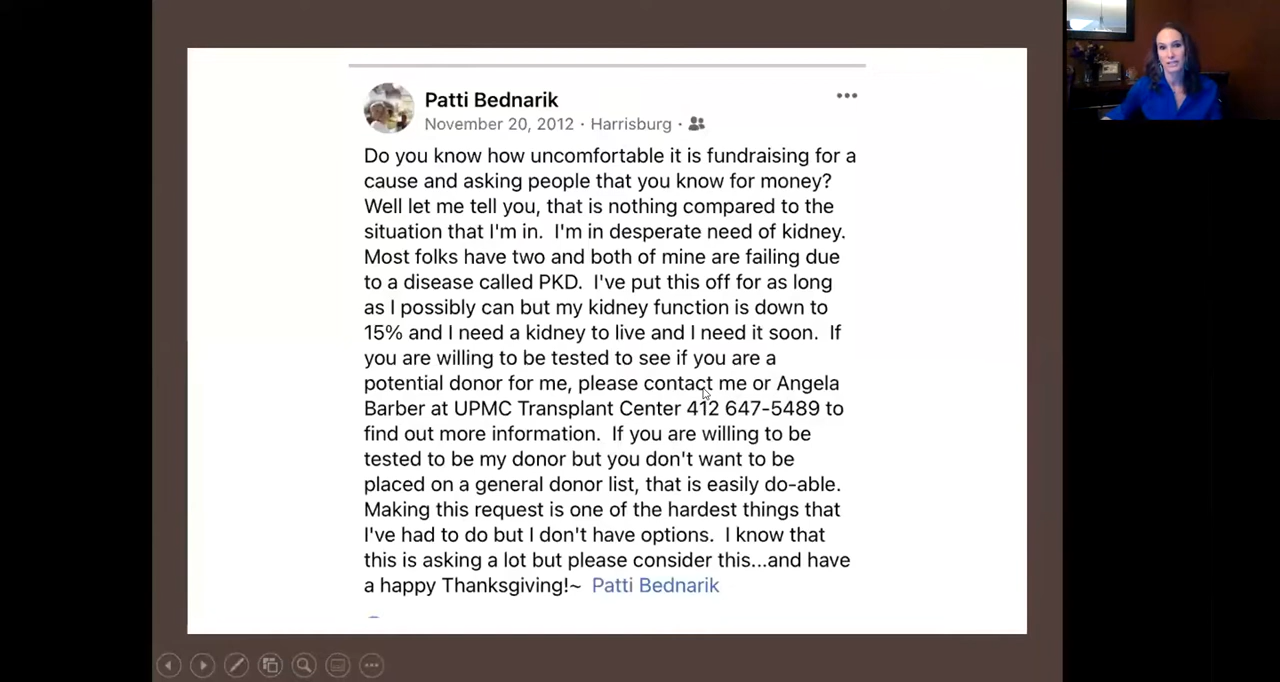 Patti Bednarik
November 20, 2012 · Harrisburg ·
Do you know how uncomfortable it is fundraising for a
cause and asking people that you know for money?
Well let me tell you, that is nothing compared to the
situation that I'm in.  I'm in desperate need of kidney.
Most folks have two and both of mine are failing due
to a disease called PKD.  I've put this off for as long
as I possibly can but my kidney function is down to
15% and I need a kidney to live and I need it soon.  If
you are willing to be tested to see if you are a
potential donor for me, please contact me or Angela
Barber at UPMC Transplant Center 412 647-5489 to
find out more information.  If you are willing to be
tested to be my donor but you don't want to be
placed on a general donor list, that is easily do-able.
Making this request is one of the hardest things that
I've had to do but I don't have options.  I know that
this is asking a lot but please consider this...and have
a happy Thanksgiving!~  Patti Bednarik